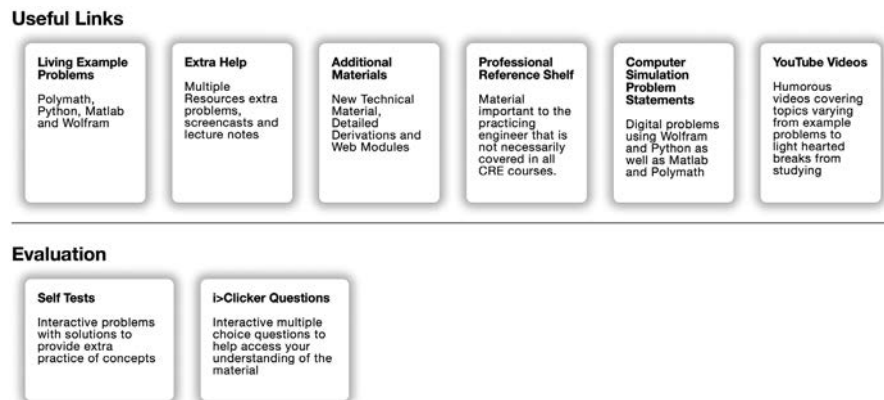 Useful Links
Living Example
Problems
Polymath,
Python, Matlab
and Wolfram
Extra Help
Multiple
Resources extra
problems,
screencasts and
lecture notes
Additional
Materials
New Technical
Material,
Detailed
Derivations and
Web Modules
Professional
Reference Shelf
Material
important to the
practicing
engineer that is
not necessarily
covered in all
CRE courses.
Computer
Simulation
Problem
Statements
Digital problems
using Wolfram
and Python as
well as Matlab
and Polymath
YouTube Videos
Humorous
videos covering
topics varying
from example
problems to
light hearted
breaks from
studying
Evaluation
Self Tests
Interactive problems
with solutions to
provide extra
practice of concepts
i>Clicker Questions
Interactive multiple
choice questions to
help access your
understanding of the
material